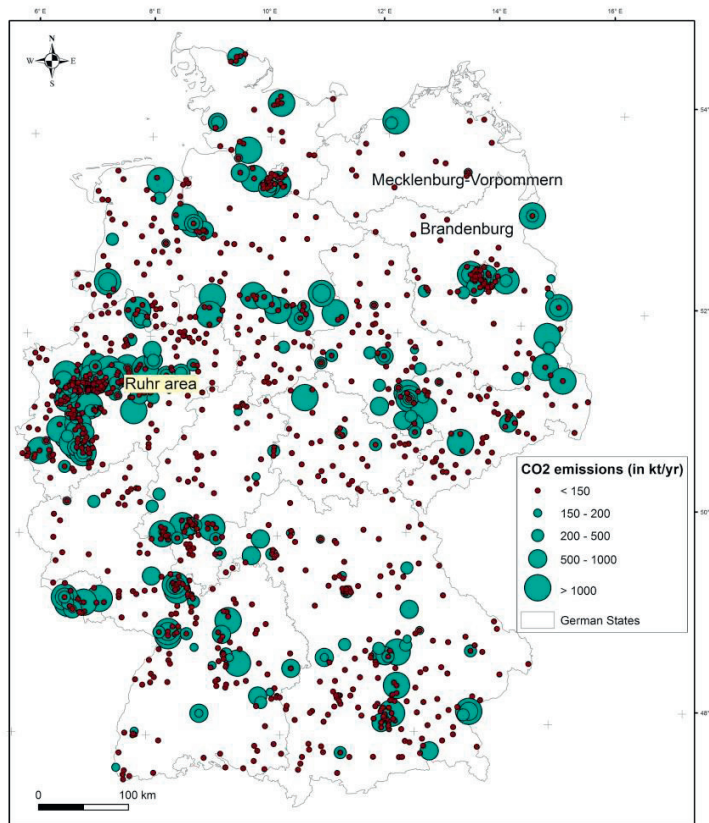 6° E
8° E
10° E
12° E
14° E
16° E
N
W E
S
54°
Mecklenburg-Vorpommern
Brandenburg
52°
Ruhr area
CO2 emissions (in kt/yr)
< 150
150 - 200
200 - 500
500 - 1000
> 1000
German States
50°
48°
0 100 km